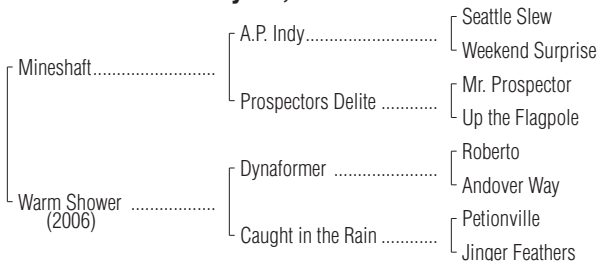 Seattle Slew
A.P. Indy
Weekend Surprise
Mineshaft
Mr. Prospector
Prospectors Delite
Up the Flagpole
Roberto
Dynaformer
Andover Way
Warm Shower
(2006)
Petionville
Caught in the Rain
Jinger Feathers